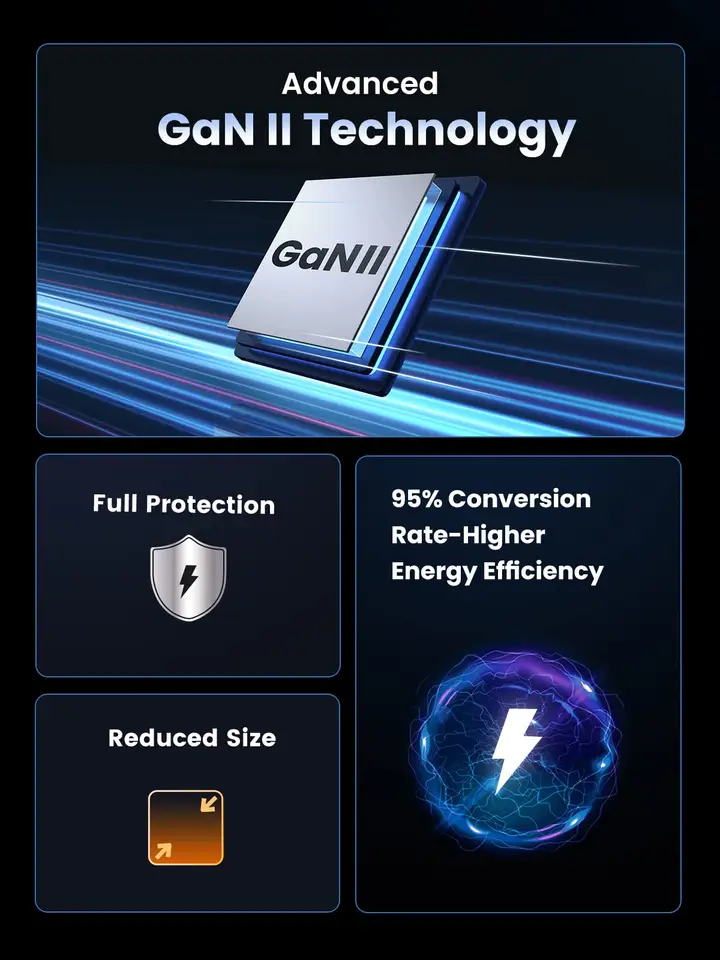 Advanced
GaN II Technology
GaNII
Full Protection
95% Conversion
Rate-Higher
Energy Efficiency
Reduced Size